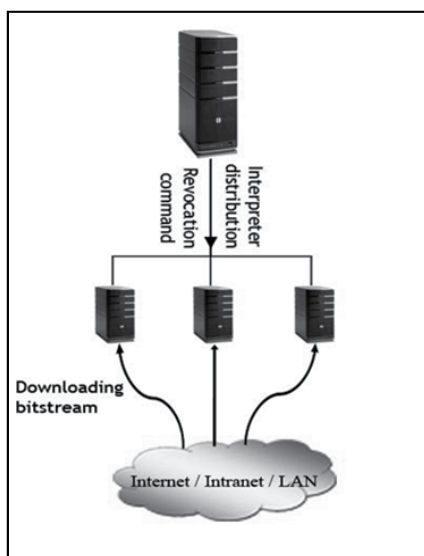 Revocation
command
Interpreter
distribution
Downloading
bitstream
Internet / Intranet / LAN